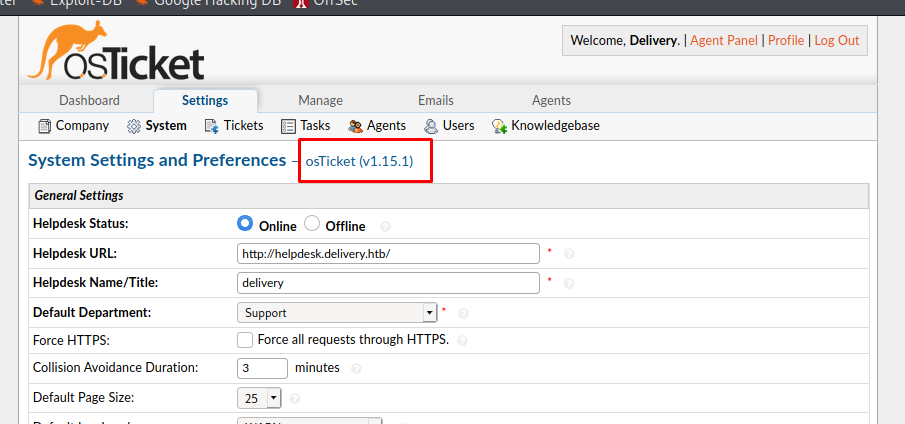 Exploit-DB Google Hacking DB OffSec
osTicket
Welcome, Delivery. | Agent Panel | Profile | Log Out
Dashboard Settings Manage Emails Agents
Company System Tickets Tasks Agents Users Knowledgebase
System Settings and Preferences – osTicket (v1.15.1)
General Settings
Helpdesk Status: Online Offline ?
Helpdesk URL: http://helpdesk.delivery.htb/ * ?
Helpdesk Name/Title: delivery * ?
Default Department: Support * ?
Force HTTPS: Force all requests through HTTPS. ?
Collision Avoidance Duration: 3 minutes ?
Default Page Size: 25 ?